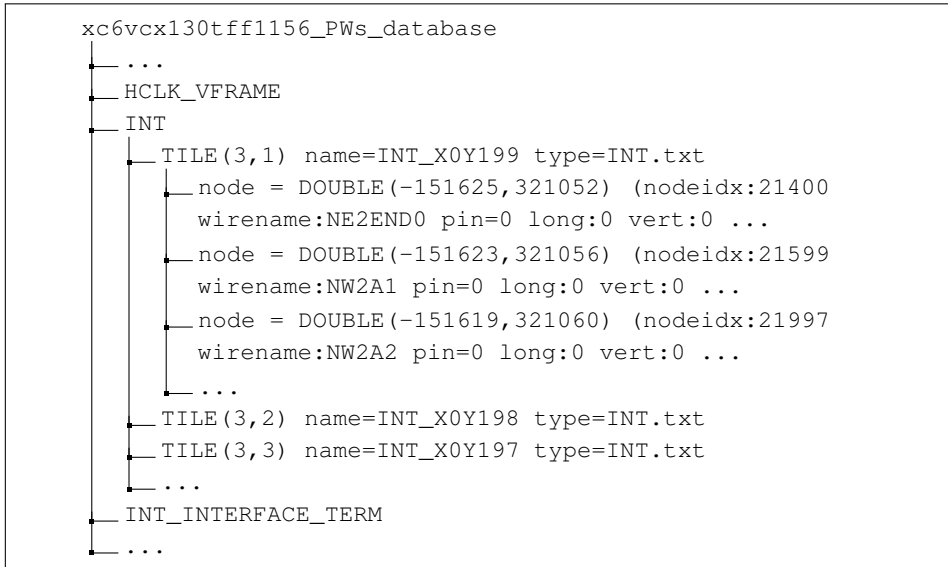 xc6vcx130tff1156_PWs_database
...
HCLK_VFRAME
INT
TILE(3,1) name=INT_X0Y199 type=INT.txt
node = DOUBLE(-151625,321052) (nodeidx:21400
wirename:NE2END0 pin=0 long:0 vert:0 ...
node = DOUBLE(-151623,321056) (nodeidx:21599
wirename:NW2A1 pin=0 long:0 vert:0 ...
node = DOUBLE(-151619,321060) (nodeidx:21997
wirename:NW2A2 pin=0 long:0 vert:0 ...
...
TILE(3,2) name=INT_X0Y198 type=INT.txt
TILE(3,3) name=INT_X0Y197 type=INT.txt
...
INT_INTERFACE_TERM
...